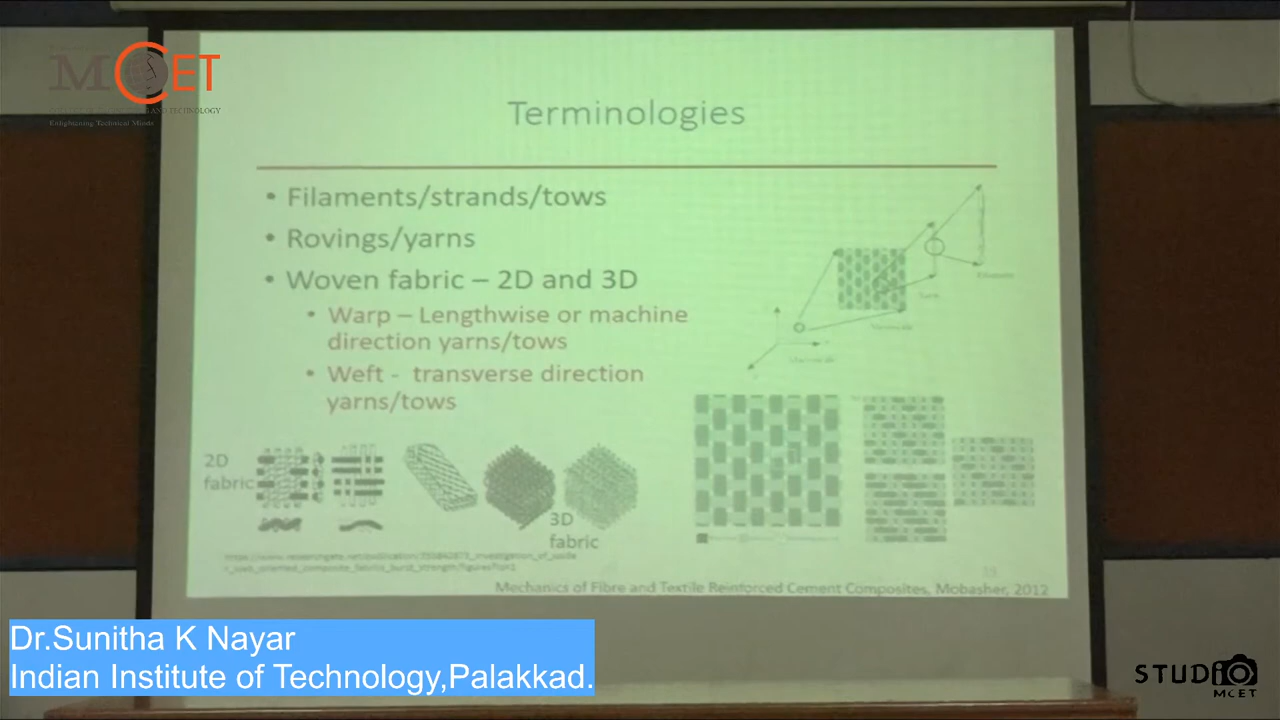 MCET
Enlightening Technical Minds
Terminologies
• Filaments/strands/tows
• Rovings/yarns
• Woven fabric – 2D and 3D
• Warp – Lengthwise or machine
direction yarns/tows
• Weft - transverse direction
yarns/tows
2D
fabric
3D
fabric
Mechanics of Fibre and Textile Reinforced Cement Composites, Mobasher, 2012
Dr.Sunitha K Nayar
Indian Institute of Technology,Palakkad.
STUDIO
MCET